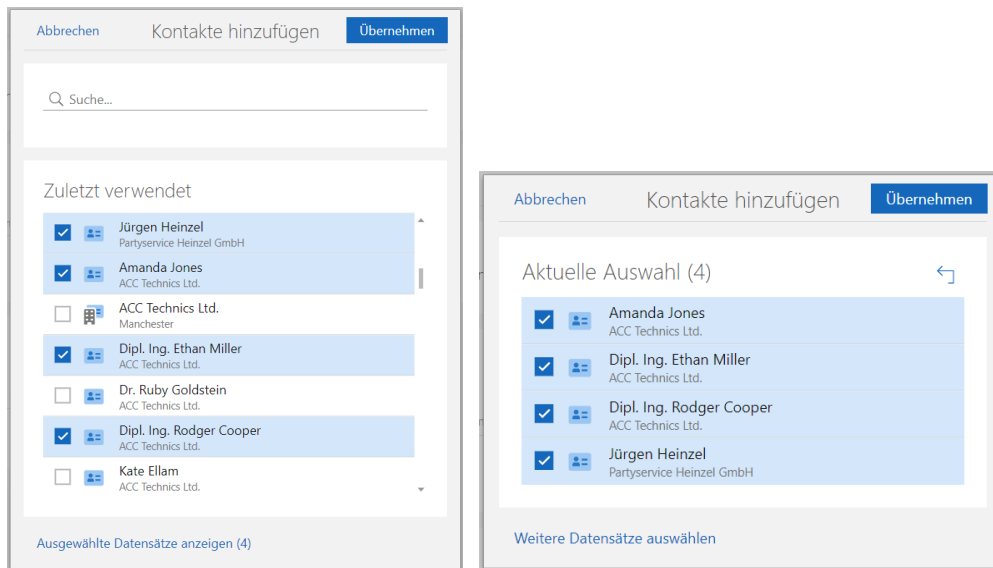 Abbrechen Kontakte hinzufügen Übernehmen
Suche...
Zuletzt verwendet
Jürgen Heinzel
Partyservice Heinzel GmbH
Amanda Jones
ACC Technics Ltd.
ACC Technics Ltd.
Manchester
Dipl. Ing. Ethan Miller
ACC Technics Ltd.
Dr. Ruby Goldstein
ACC Technics Ltd.
Dipl. Ing. Rodger Cooper
ACC Technics Ltd.
Kate Ellam
ACC Technics Ltd.
Ausgewählte Datensätze anzeigen (4)
Abbrechen Kontakte hinzufügen Übernehmen
Aktuelle Auswahl (4)
Amanda Jones
ACC Technics Ltd.
Dipl. Ing. Ethan Miller
ACC Technics Ltd.
Dipl. Ing. Rodger Cooper
ACC Technics Ltd.
Jürgen Heinzel
Partyservice Heinzel GmbH
Weitere Datensätze auswählen